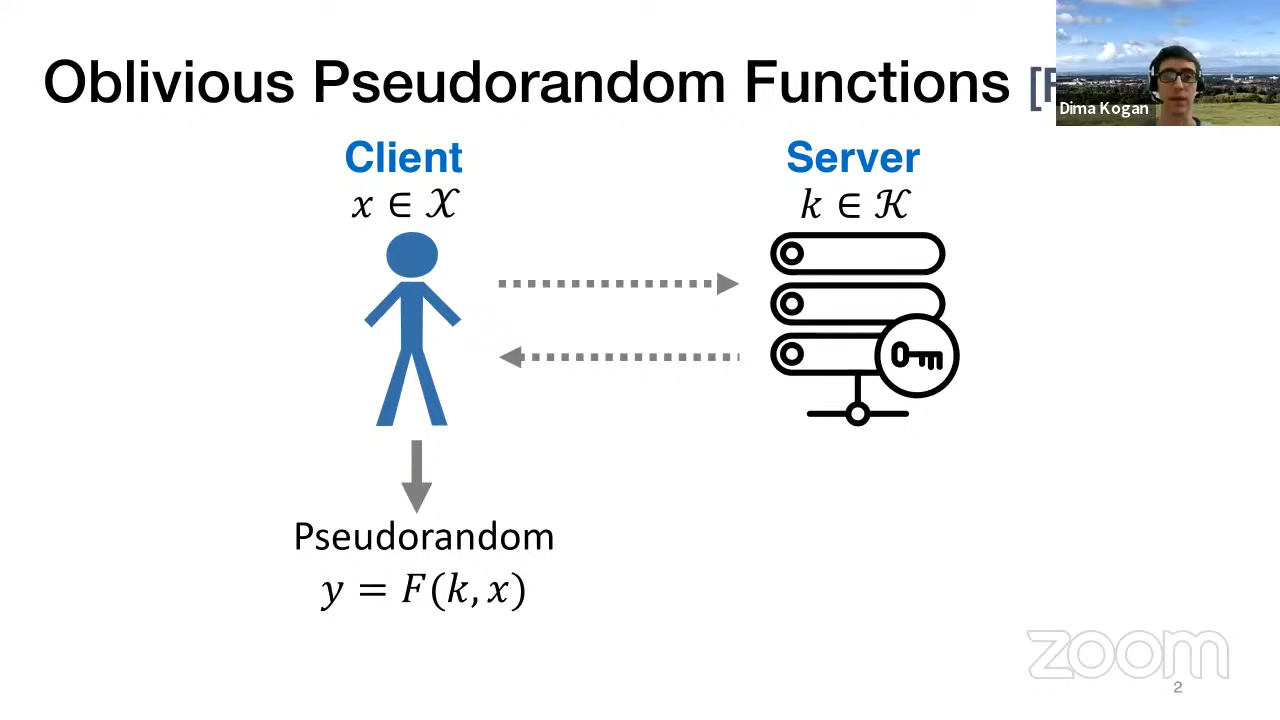 Oblivious Pseudorandom Functions [F
Dima Kogan
Client
Server
x ∈ 𝒳
k ∈ 𝒦
Pseudorandom
y = F(k, x)
zoom
2